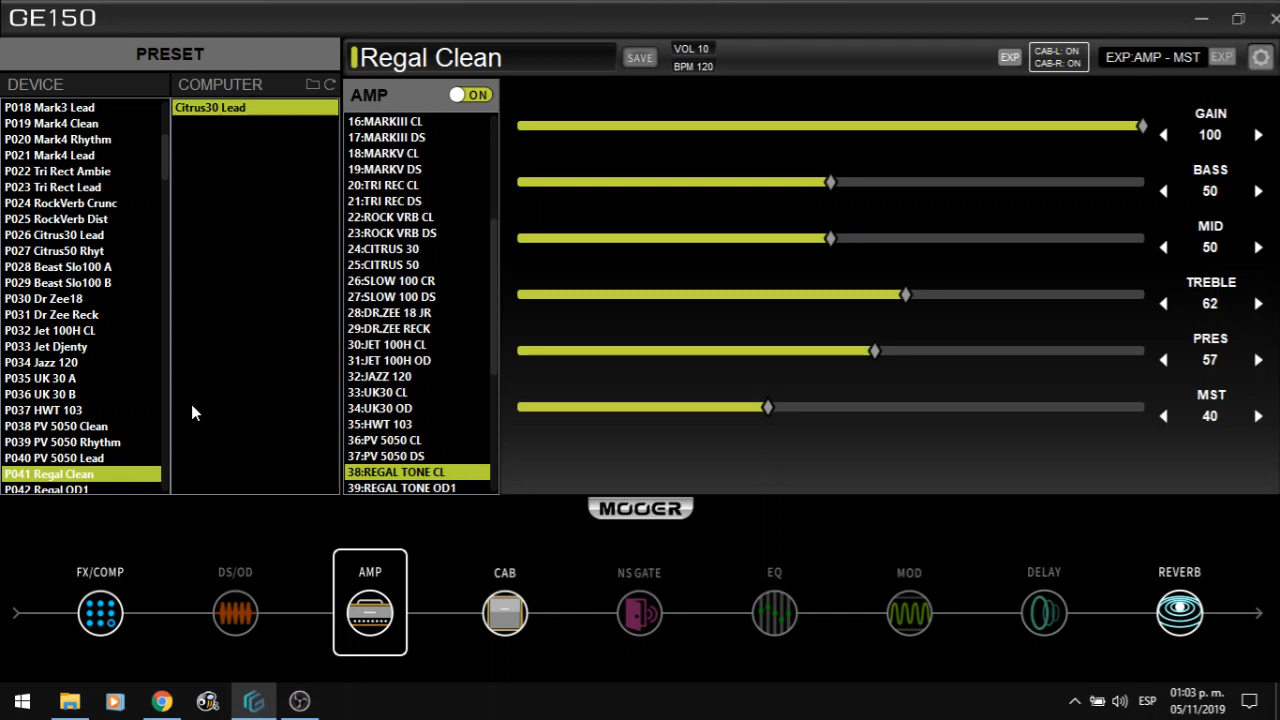 GE150
PRESET
DEVICE
COMPUTER
P018 Mark3 Lead
P019 Mark4 Clean
P020 Mark4 Rhythm
P021 Mark4 Lead
P022 Tri Rect Ambie
P023 Tri Rect Lead
P024 RockVerb Crunc
P025 RockVerb Dist
P026 Citrus30 Lead
P027 Citrus50 Rhyt
P028 Beast Slo100 A
P029 Beast Slo100 B
P030 Dr Zee18
P031 Dr Zee Reck
P032 Jet 100H CL
P033 Jet Djenty
P034 Jazz 120
P035 UK 30 A
P036 UK 30 B
P037 HWT 103
P038 PV 5050 Clean
P039 PV 5050 Rhythm
P040 PV 5050 Lead
P041 Regal Clean
P042 Regal OD1
Citrus30 Lead
Regal Clean
SAVE
VOL 10
BPM 120
EXP
CAB-L: ON
CAB-R: ON
EXP:AMP - MST
EXP
AMP
ON
16:MARKIII CL
17:MARKIII DS
18:MARKV CL
19:MARKV DS
20:TRI REC CL
21:TRI REC DS
22:ROCK VRB CL
23:ROCK VRB DS
24:CITRUS 30
25:CITRUS 50
26:SLOW 100 CR
27:SLOW 100 DS
28:DR.ZEE 18 JR
29:DR.ZEE RECK
30:JET 100H CL
31:JET 100H OD
32:JAZZ 120
33:UK30 CL
34:UK30 OD
35:HWT 103
36:PV 5050 CL
37:PV 5050 DS
38:REGAL TONE CL
39:REGAL TONE OD1
GAIN
100
BASS
50
MID
50
TREBLE
62
PRES
57
MST
40
MOOER
FX/COMP
DS/OD
AMP
CAB
NS GATE
EQ
MOD
DELAY
REVERB
ESP
01:03 p. m.
05/11/2019